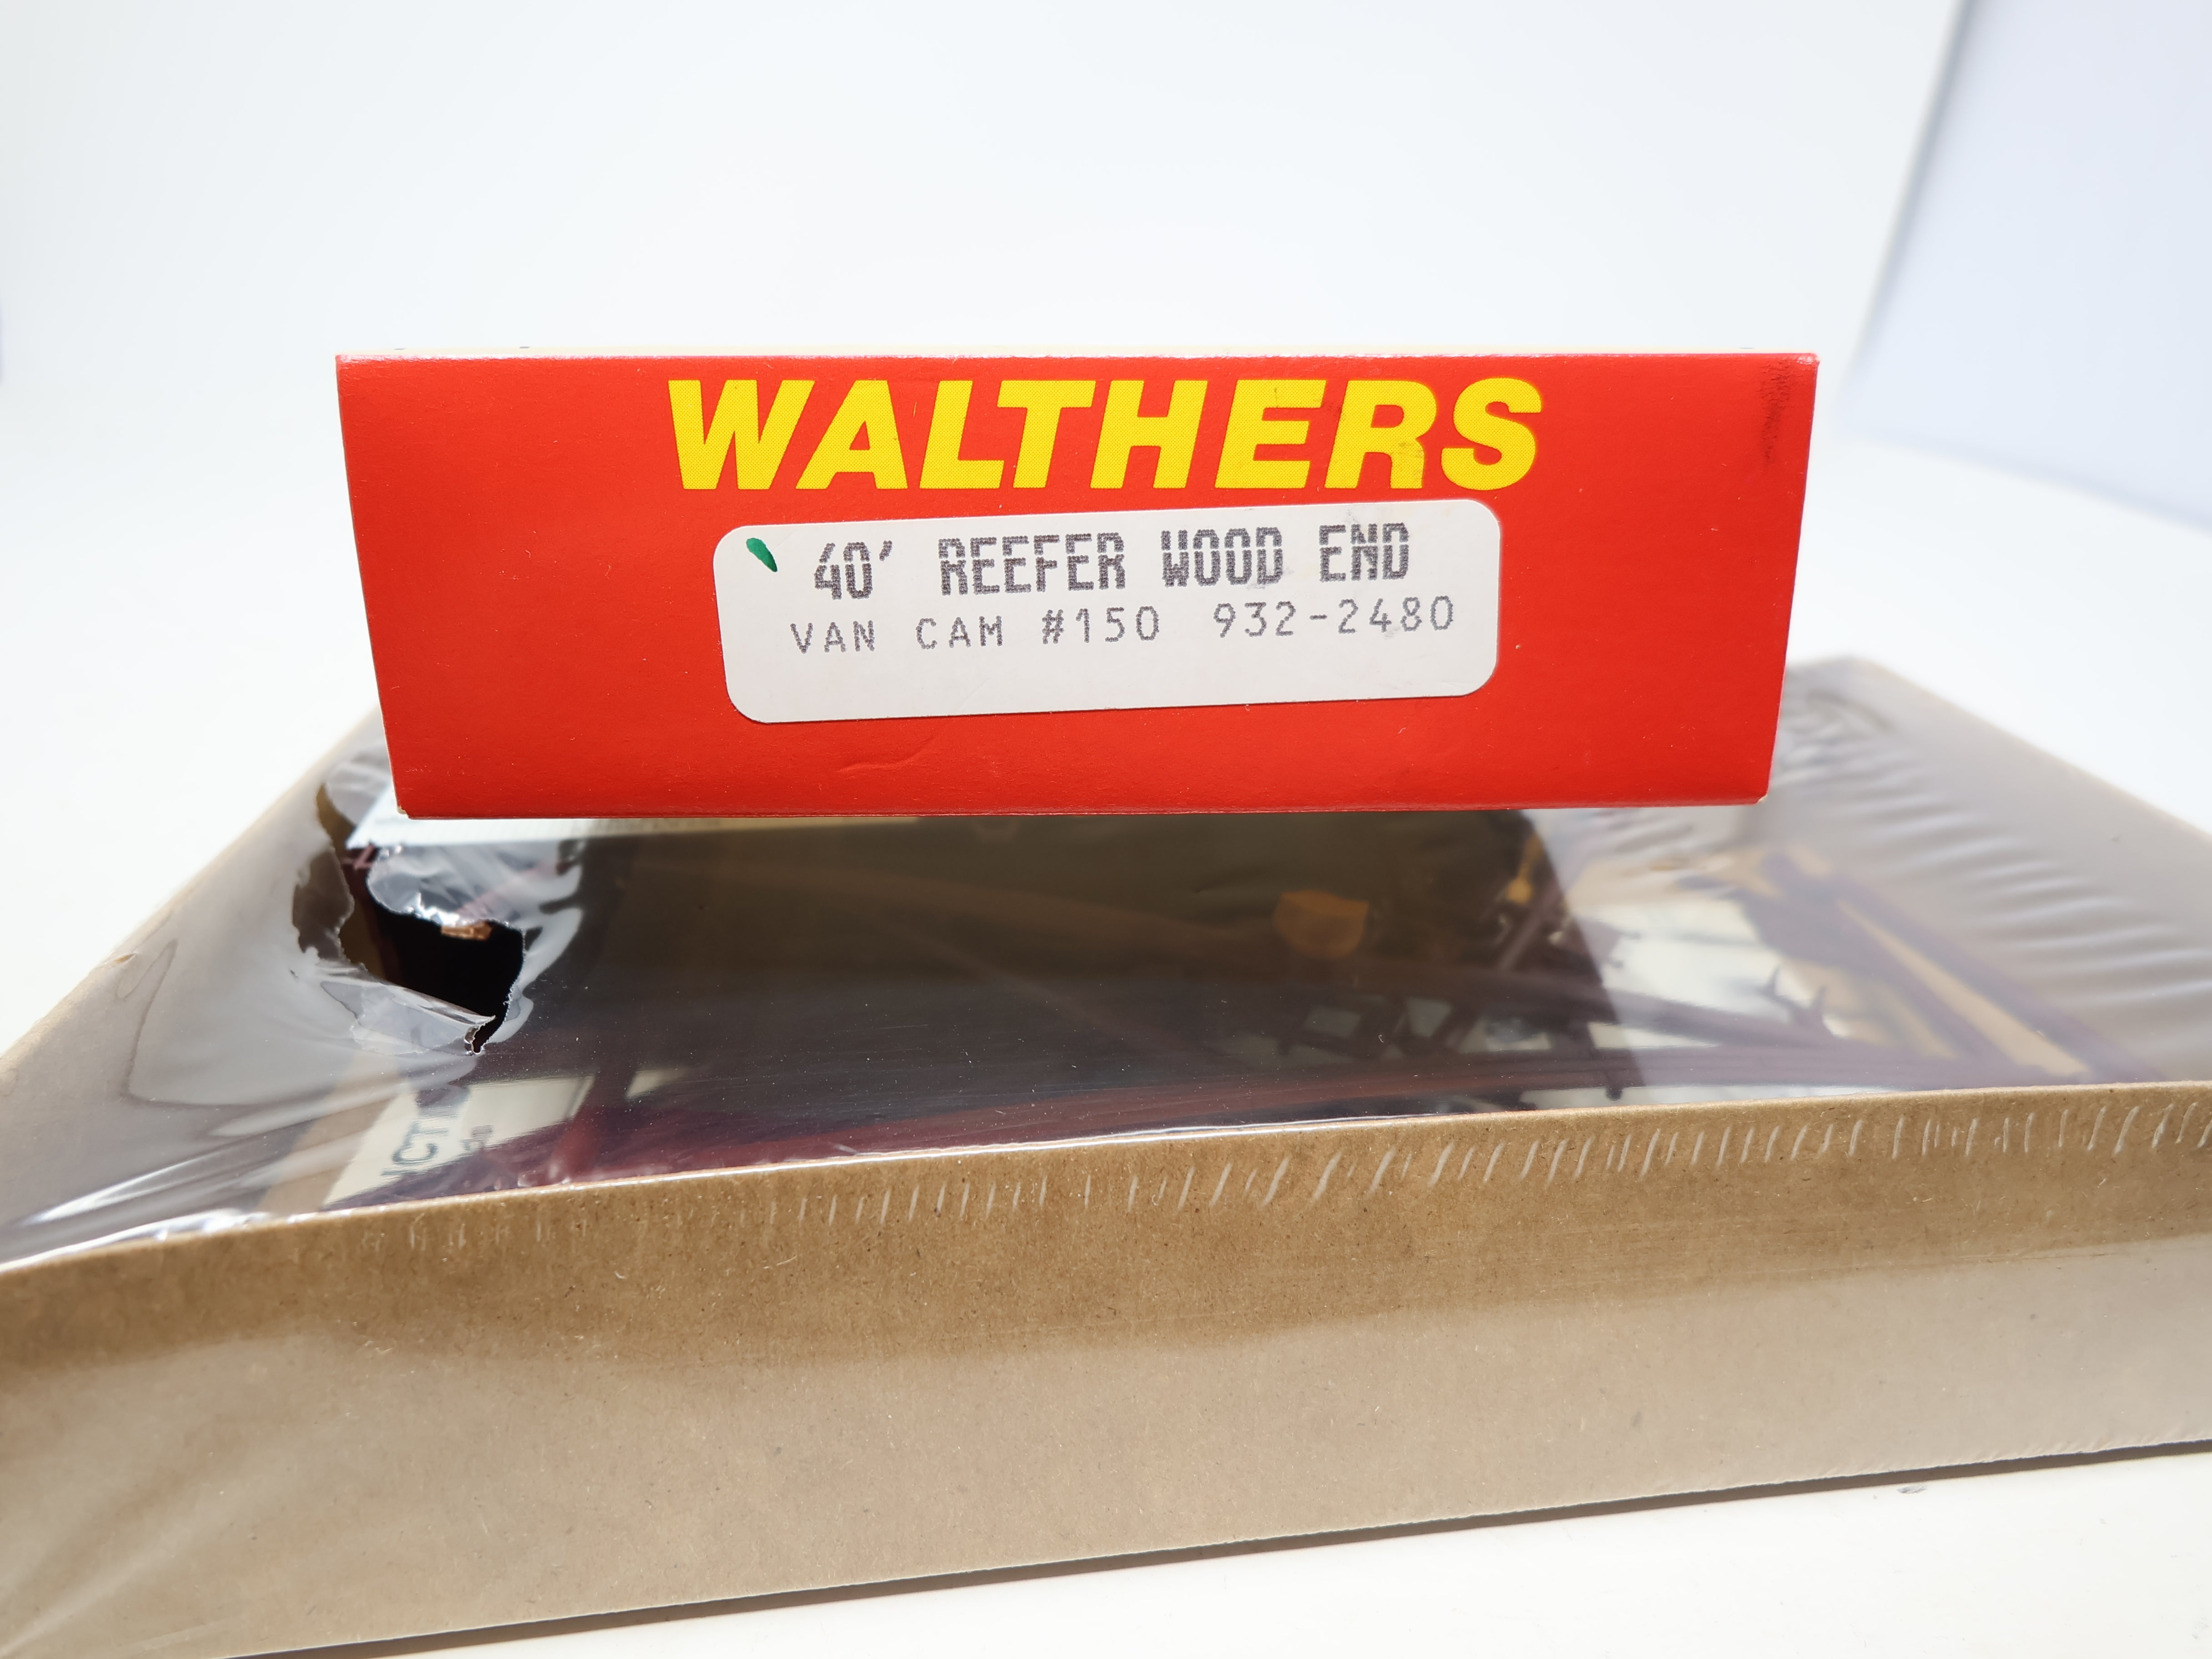 WALTHERS
40' REEFER WOOD END
VAN CAM #150 932-2480